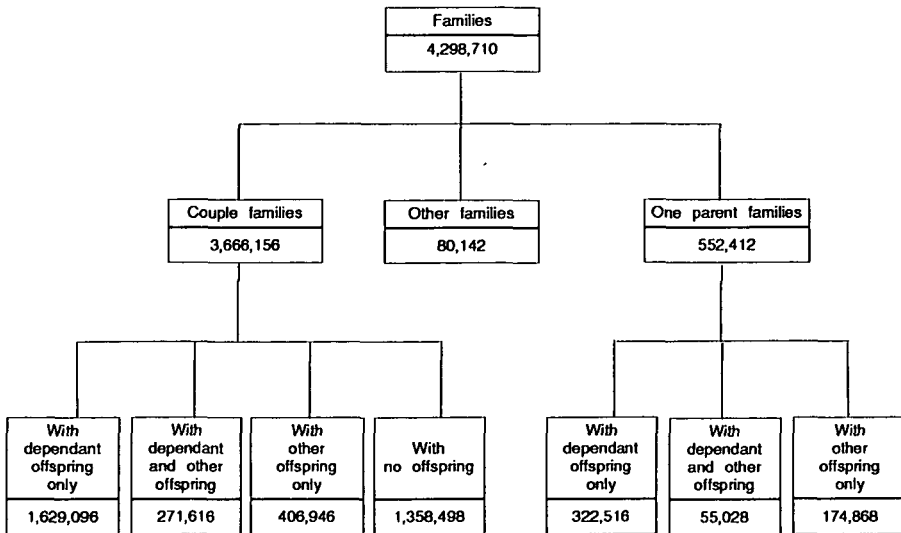 Families
4,298,710
Couple families
3,666,156
Other families
80,142
One parent families
552,412
With
dependant
offspring
only
1,629,096
With
dependant
and other
offspring
271,616
With
other
offspring
only
406,946
With
no offspring
1,358,498
With
dependant
offspring
only
322,516
With
dependant
and other
offspring
55,028
With
other
offspring
only
174,868